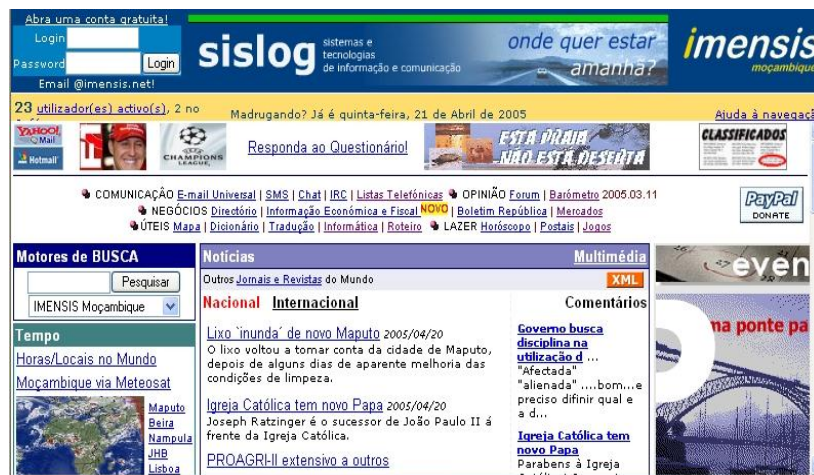 Abra uma conta gratuita!
Login
Password
Login
Email @imensis.net!
sislog
sistemas e
tecnologias
de informação e comunicação
onde quer estar
amanhã?
imensis
moçambique
23 utilizador(es) activo(s), 2 no
Madrugando? Já é quinta-feira, 21 de Abril de 2005
Ajuda à navegaç
YAHOO!
Mail
Hotmail
CHAMPIONS
LEAGUE
Responda ao Questionário!
ESTA PRAIA
NÃO ESTÁ DESERTA
CLASSIFICADOS
COMUNICAÇÃO E-mail Universal | SMS | Chat | IRC | Listas Telefónicas OPINIÃO Forum | Barómetro 2005.03.11
NEGÓCIOS Directório | Informação Económica e Fiscal NOVO | Boletim República | Mercados
ÚTEIS Mapa | Dicionário | Tradução | Informática | Roteiro LAZER Horóscopo | Postais | Jogos
PayPal
DONATE
Motores de BUSCA
Pesquisar
IMENSIS Moçambique
Tempo
Horas/Locais no Mundo
Moçambique via Meteosat
Maputo
Beira
Nampula
JHB
Lisboa
Notícias
Multimédia
Outros Jornais e Revistas do Mundo
XML
Nacional Internacional
Lixo `inunda´ de novo Maputo 2005/04/20
O lixo voltou a tomar conta da cidade de Maputo,
depois de alguns dias de aparente melhoria das
condições de limpeza.
Igreja Católica tem novo Papa 2005/04/20
Joseph Ratzinger é o sucessor de João Paulo II á
frente da Igreja Católica.
PROAGRI-II extensivo a outros
Comentários
Governo busca
disciplina na
utilização d ...
"Afectada"
"alienada" ....bom...e
preciso difinir qual e
a d...
Igreja Católica tem
novo Papa
Parabens à Igreja
even
ma ponte pa